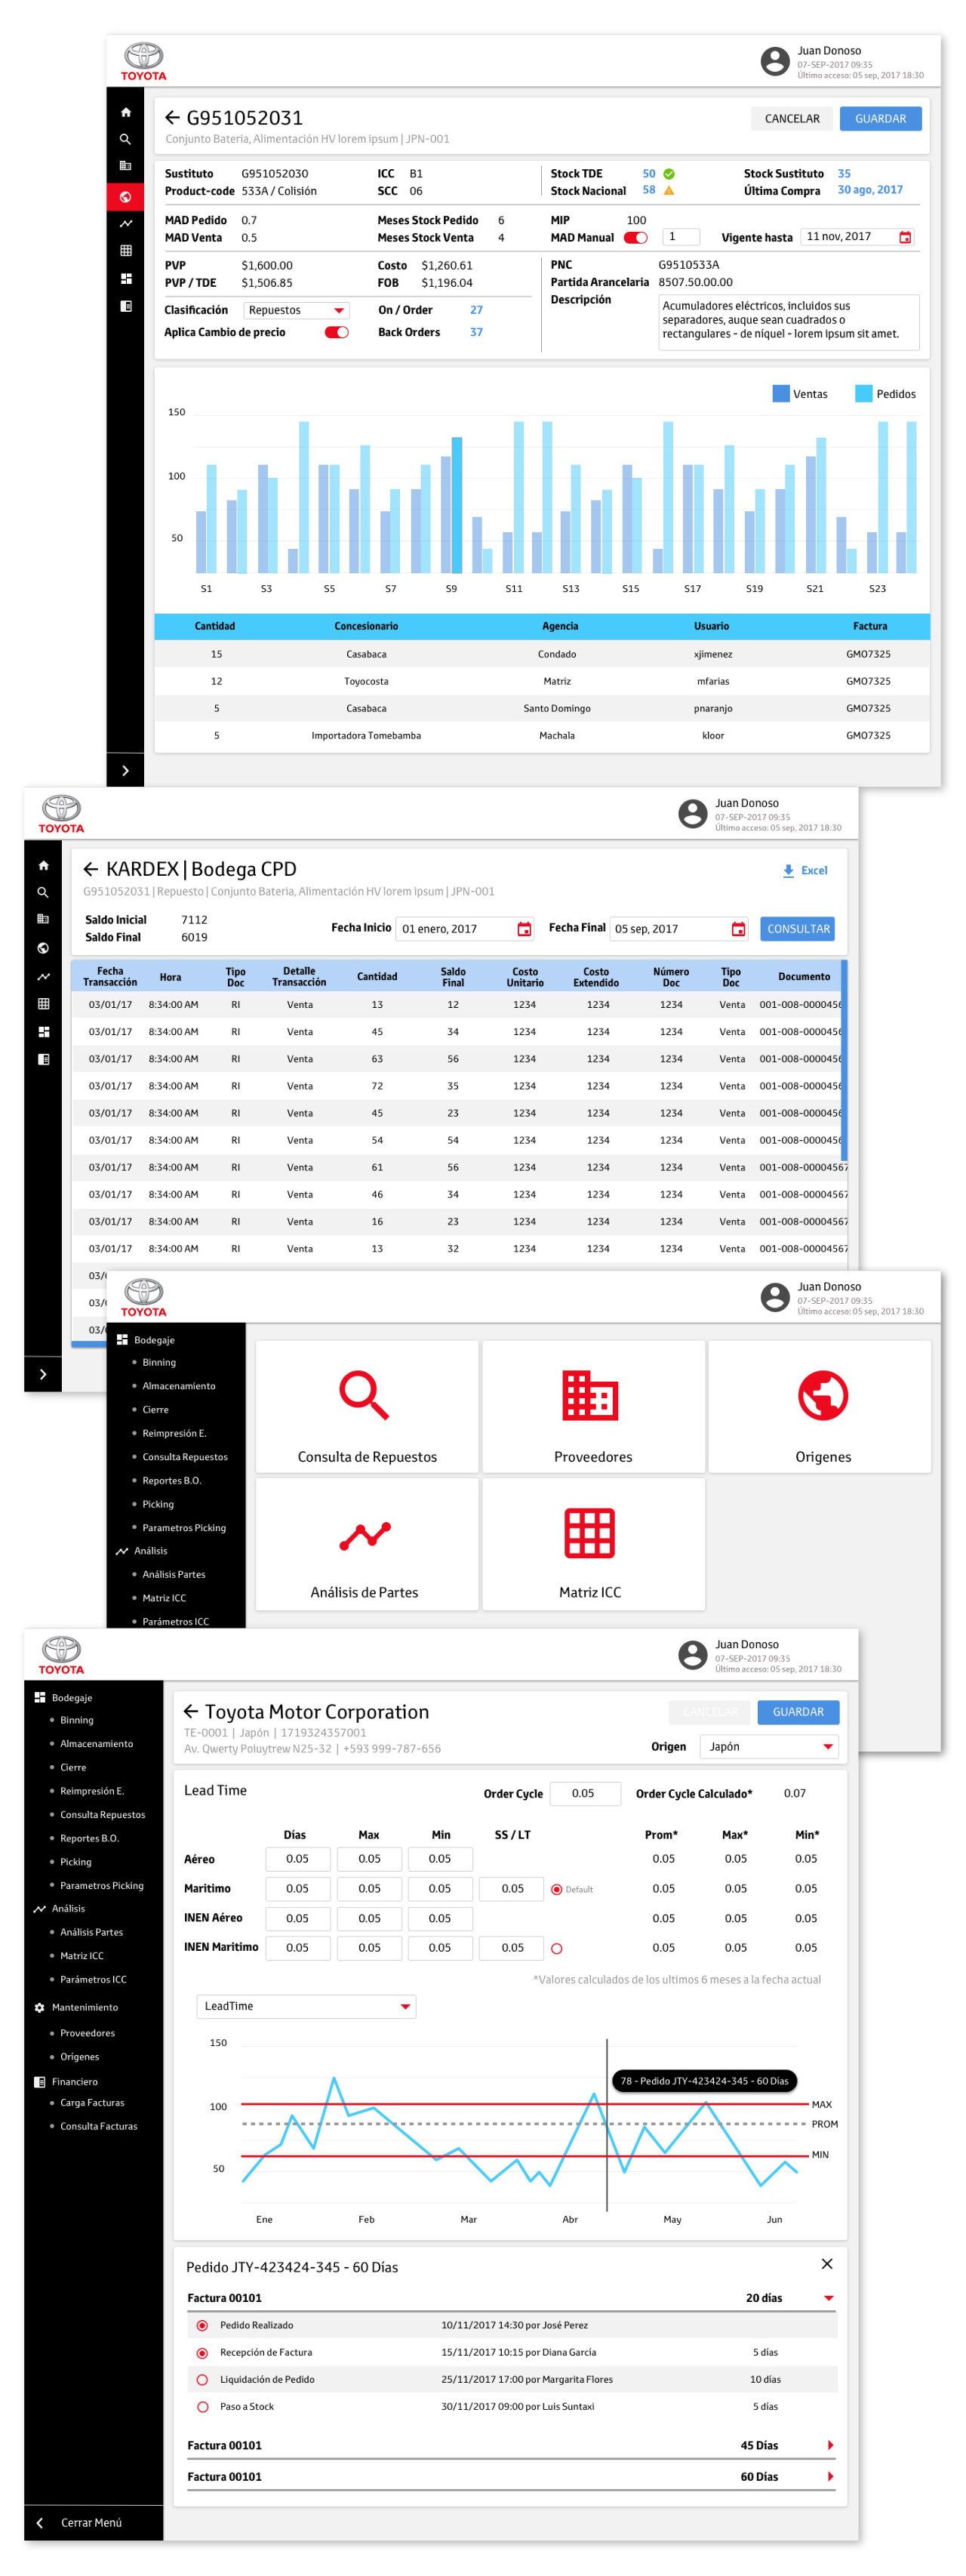 TOYOTA
Juan Donoso
07-SEP-2017 09:35
Último acceso: 05 sep, 2017 18:30
← G951052031
CANCELAR GUARDAR
Conjunto Bateria, Alimentación HV lorem ipsum | JPN-001
Sustituto G951052030 ICC B1 Stock TDE 50 Stock Sustituto 35
Product-code 533A / Colisión SCC 06 Stock Nacional 58 Última Compra 30 ago, 2017
MAD Pedido 0.7 Meses Stock Pedido 6 MIP 100
MAD Venta 0.5 Meses Stock Venta 4 MAD Manual 1 Vigente hasta 11 nov, 2017
PVP $1,600.00 Costo $1,260.61 PNC G9510533A
PVP / TDE $1,506.85 FOB $1,196.04 Partida Arancelaria 8507.50.00.00
Clasificación Repuestos On / Order 27 Descripción Acumuladores eléctricos, incluidos sus
separadores, auque sean cuadrados o
Aplica Cambio de precio Back Orders 37 rectangulares - de níquel - lorem ipsum sit amet.
Ventas Pedidos
150
100
50
S1 S3 S5 S7 S9 S11 S13 S15 S17 S19 S21 S23
Cantidad Concesionario Agencia Usuario Factura
15 Casabaca Condado xjimenez GMO7325
12 Toyocosta Matriz mfarias GMO7325
5 Casabaca Santo Domingo pnaranjo GMO7325
5 Importadora Tomebamba Machala kloor GMO7325
TOYOTA
Juan Donoso
07-SEP-2017 09:35
Último acceso: 05 sep, 2017 18:30
← KARDEX | Bodega CPD
Excel
G951052031 | Repuesto | Conjunto Bateria, Alimentación HV lorem ipsum | JPN-001
Saldo Inicial 7112
Saldo Final 6019
Fecha Inicio 01 enero, 2017 Fecha Final 05 sep, 2017 CONSULTAR
Fecha Transacción Hora Tipo Doc Detalle Transacción Cantidad Saldo Final Costo Unitario Costo Extendido Número Doc Tipo Doc Documento
03/01/17 8:34:00 AM RI Venta 13 12 1234 1234 1234 Venta 001-008-0000456
03/01/17 8:34:00 AM RI Venta 45 34 1234 1234 1234 Venta 001-008-0000456
03/01/17 8:34:00 AM RI Venta 63 56 1234 1234 1234 Venta 001-008-0000456
03/01/17 8:34:00 AM RI Venta 72 35 1234 1234 1234 Venta 001-008-0000456
03/01/17 8:34:00 AM RI Venta 45 23 1234 1234 1234 Venta 001-008-0000456
03/01/17 8:34:00 AM RI Venta 54 54 1234 1234 1234 Venta 001-008-0000456
03/01/17 8:34:00 AM RI Venta 61 56 1234 1234 1234 Venta 001-008-00004567
03/01/17 8:34:00 AM RI Venta 46 34 1234 1234 1234 Venta 001-008-00004567
03/01/17 8:34:00 AM RI Venta 16 23 1234 1234 1234 Venta 001-008-00004567
03/01/17 8:34:00 AM RI Venta 13 32 1234 1234 1234 Venta 001-008-00004567
03/
03/
03/
TOYOTA
Juan Donoso
07-SEP-2017 09:35
Último acceso: 05 sep, 2017 18:30
Bodegaje
Binning
Almacenamiento
Cierre
Reimpresión E.
Consulta Repuestos
Reportes B.O.
Picking
Parametros Picking
Análisis
Análisis Partes
Matriz ICC
Parámetros ICC
Consulta de Repuestos
Proveedores
Origenes
Análisis de Partes
Matriz ICC
TOYOTA
Juan Donoso
07-SEP-2017 09:35
Último acceso: 05 sep, 2017 18:30
Bodegaje
Binning
Almacenamiento
Cierre
Reimpresión E.
Consulta Repuestos
Reportes B.O.
Picking
Parametros Picking
Análisis
Análisis Partes
Matriz ICC
Parámetros ICC
Mantenimiento
Proveedores
Orígenes
Financiero
Carga Facturas
Consulta Facturas
Cerrar Menú
← Toyota Motor Corporation
CANCELAR GUARDAR
TE-0001 | Japón | 1719324357001
Av. Qwerty Poluytrew N25-32 | +593 999-787-656
Origen Japón
Lead Time
Order Cycle 0.05 Order Cycle Calculado* 0.07
Días Max Min SS / LT Prom* Max* Min*
Aéreo 0.05 0.05 0.05 0.05 0.05 0.05
Maritimo 0.05 0.05 0.05 0.05 Default 0.05 0.05 0.05
INEN Aéreo 0.05 0.05 0.05 0.05 0.05 0.05
INEN Maritimo 0.05 0.05 0.05 0.05 0.05 0.05 0.05
*Valores calculados de los ultimos 6 meses a la fecha actual
LeadTime
150
78 - Pedido JTY-423424-345 - 60 Dias
100
MAX
PROM
MIN
50
Ene Feb Mar Abr May Jun
Pedido JTY-423424-345 - 60 Días
Factura 00101 20 días
Pedido Realizado 10/11/2017 14:30 por José Perez
Recepción de Factura 15/11/2017 10:15 por Diana García 5 días
Liquidación de Pedido 25/11/2017 17:00 por Margarita Flores 10 días
Paso a Stock 30/11/2017 09:00 por Luis Suntaxi 5 días
Factura 00101 45 Días
Factura 00101 60 Días